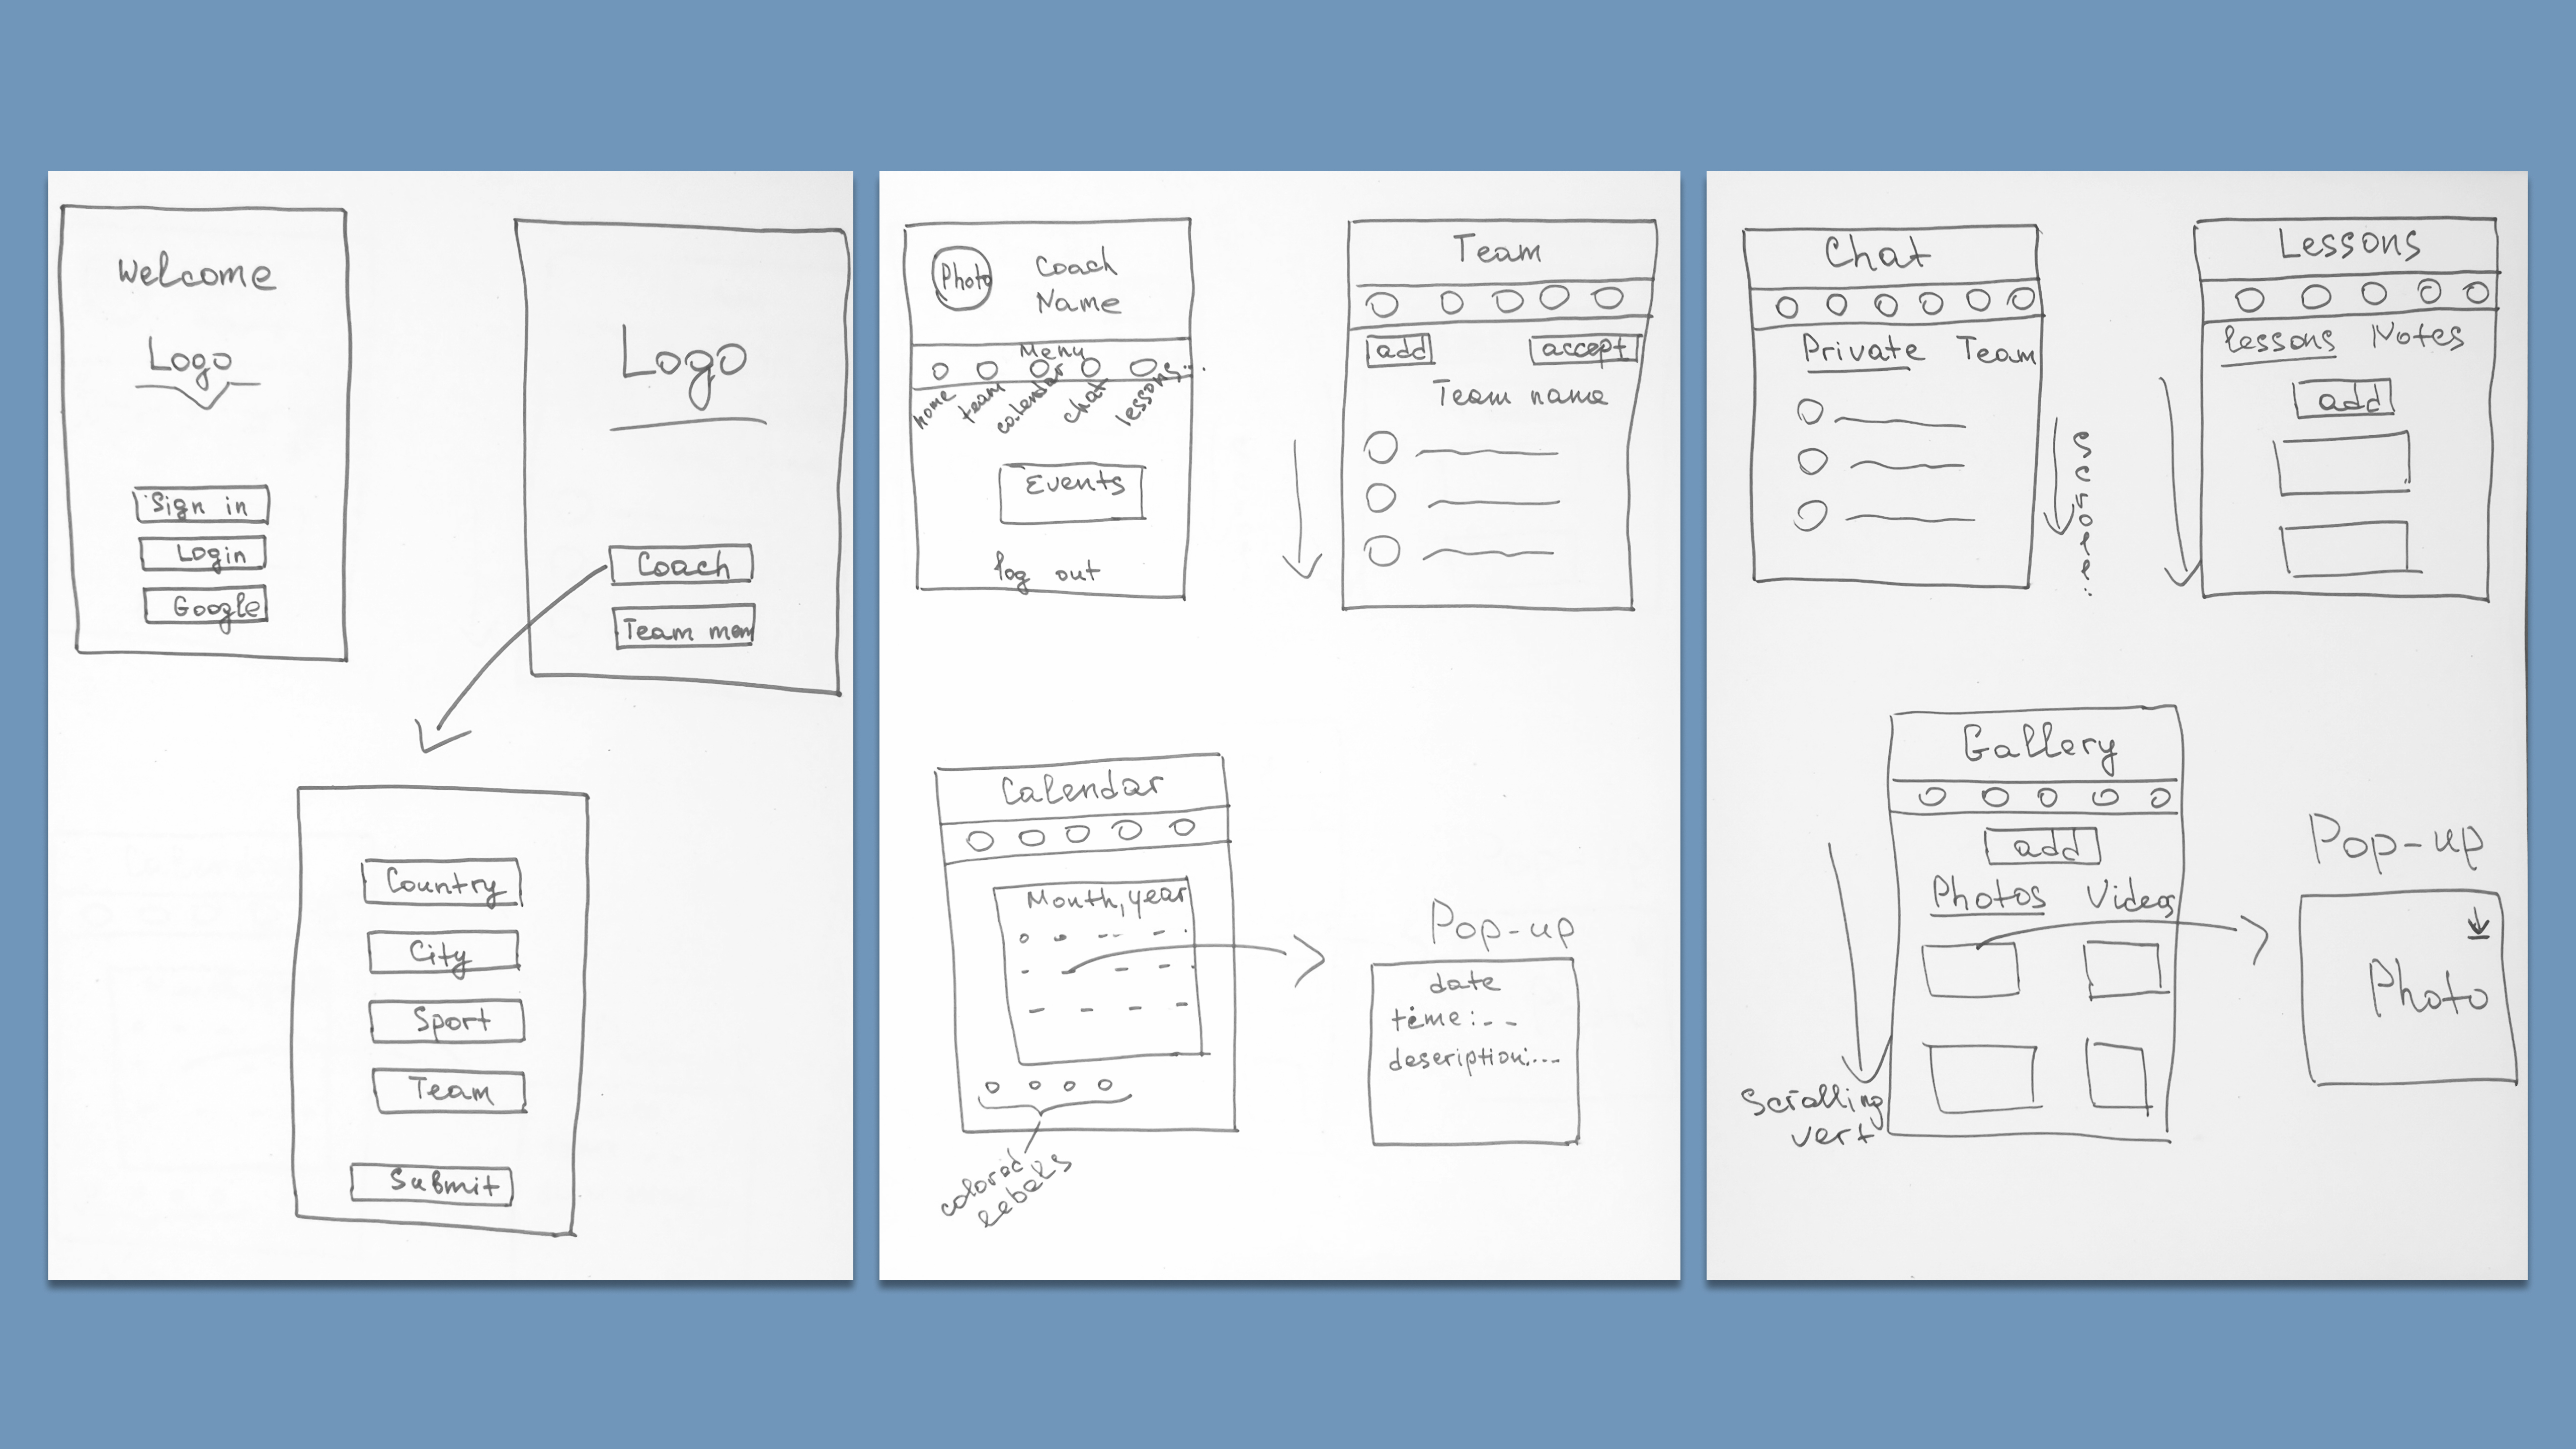 Welcome
Logo
Sign in
Login
Google
Logo
Coach
Team mem
Country
City
Sport
Team
Submit
Photo
Coach
Name
Menu
home team calendar chat lessons...
Events
log out
Team
add accept
Team name
Calendar
Month, year
colored
lebels
Pop-up
date
time:--
description:---
Chat
Private Team
Scroll
Lessons
lessons Notes
add
Gallery
add
Photos Videos
Scrolling
vert
Pop-up
Photo